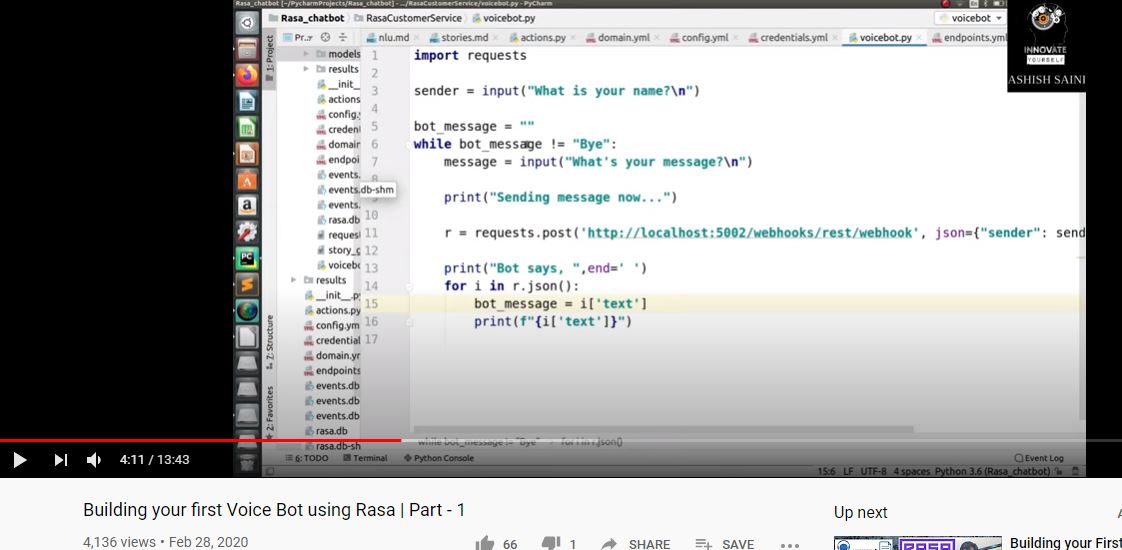 Rasa_chatbot [~/PycharmProjects/Rasa_chatbot] - .../RasaCustomerService/voicebot.py - PyCharm
Rasa_chatbot RasaCustomerService voicebot.py
voicebot
INNOVATE
YOURSELF
ASHISH SAINI
1: Project
Pr..
nlu.md stories.md actions.py domain.yml config.yml credentials.yml voicebot.py endpoints.yml
models
results
__init_
actions
config.
creden
domain
endpoi
events.
events.db-shm
events.
rasa.db
reques
story_g
voiceb
results
__init__.py
actions.py
config.ym
credential
domain.yr
endpoints
events.db
events.db
events.db
rasa.db
rasa.db-sh
7: Structure
2: Favorites
1 import requests
2
3 sender = input("What is your name?\n")
5 bot_message = ""
6 while bot_message != "Bye":
7 message = input("What's your message?\n")
8
9 print("Sending message now...")
10
11 r = requests.post('http://localhost:5002/webhooks/rest/webhook', json={"sender": send
12
13 print("Bot says, ",end=' ')
14 for i in r.json():
15 bot_message = i['text']
16 print(f"{i['text']}")
17
while bot_message != "Bye" for i in r.json()
6: TODO Terminal Python Console Event Log
15:6 LF UTF-8 4 spaces Python 3.6 (Rasa_chatbot)
4:11 / 13:43
Building your first Voice Bot using Rasa | Part - 1
4,136 views • Feb 28, 2020
66 1 SHARE SAVE
Up next
A
RASA
Building your First